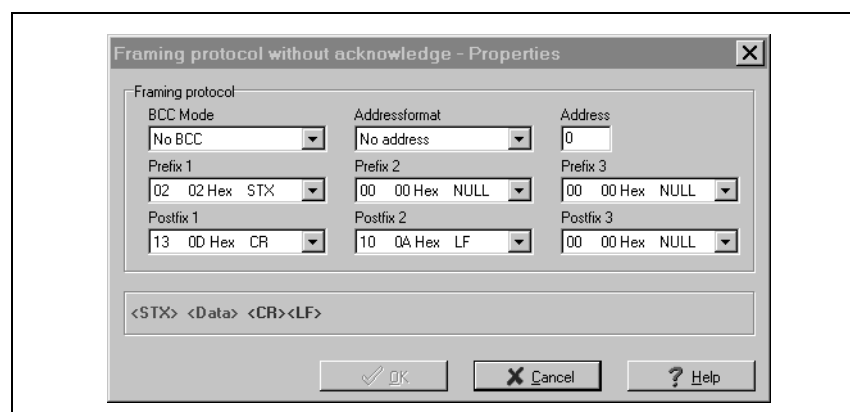 Framing protocol without acknowledge - Properties
Framing protocol
BCC Mode Addressformat Address
No BCC No address 0
Prefix 1 Prefix 2 Prefix 3
02 02 Hex STX 00 00 Hex NULL 00 00 Hex NULL
Postfix 1 Postfix 2 Postfix 3
13 0D Hex CR 10 0A Hex LF 00 00 Hex NULL
<STX> <Data> <CR><LF>
OK Cancel Help